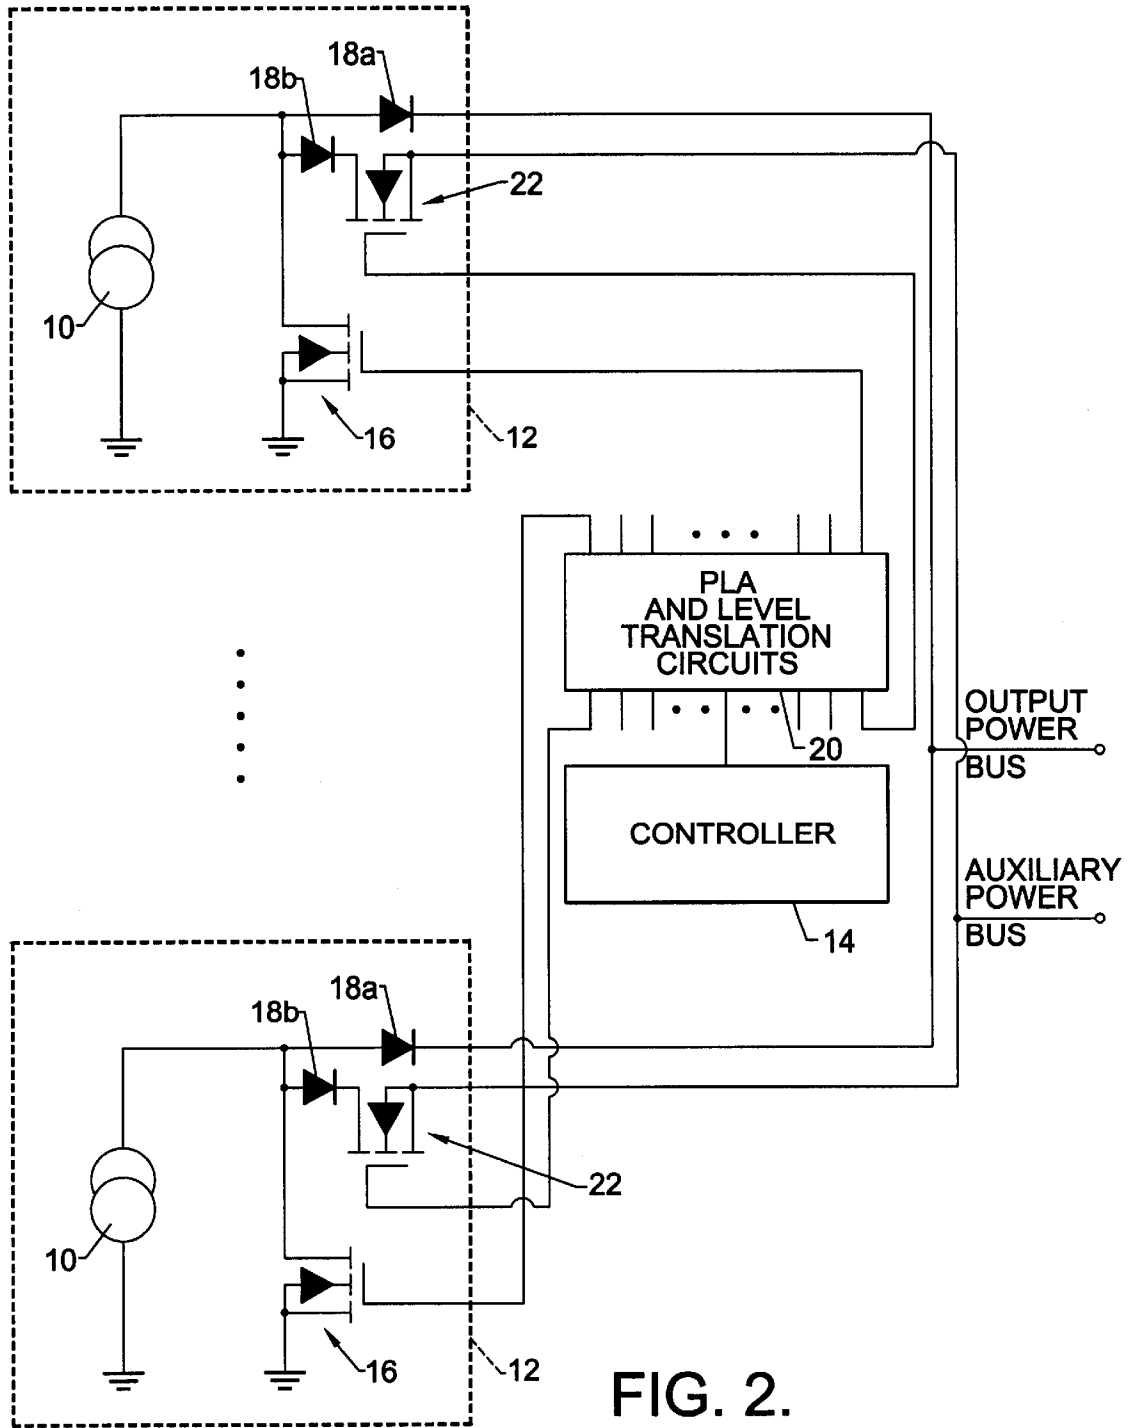 18a
18b
22
10
16
12
PLA
AND LEVEL
TRANSLATION
CIRCUITS
20
OUTPUT
POWER
BUS
CONTROLLER
14
AUXILIARY
POWER
BUS
18a
18b
22
10
16
12
FIG. 2.